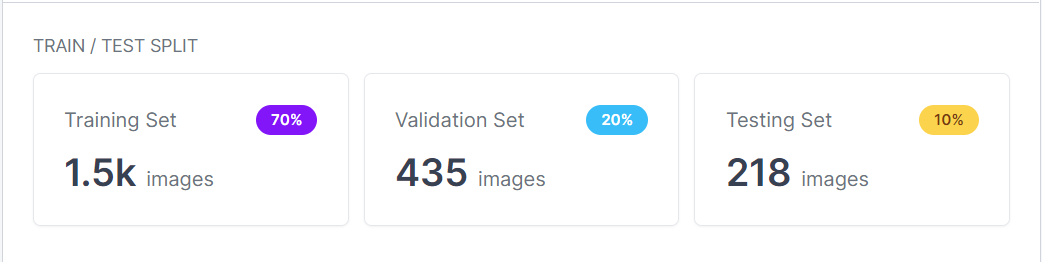 TRAIN / TEST SPLIT
Training Set 70%
1.5k images
Validation Set 20%
435 images
Testing Set 10%
218 images